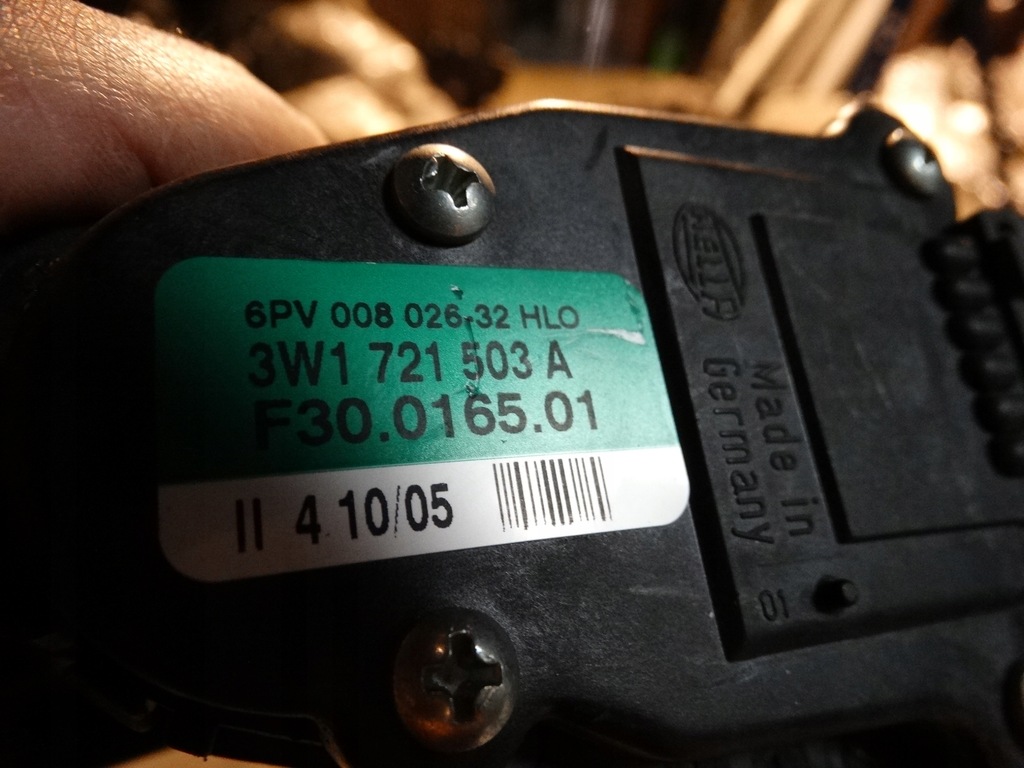 6PV 008 026-32 HLO
3W1 721 503 A
F30.0165.01
II 4 10/05
HELLA
Made in
Germany
10